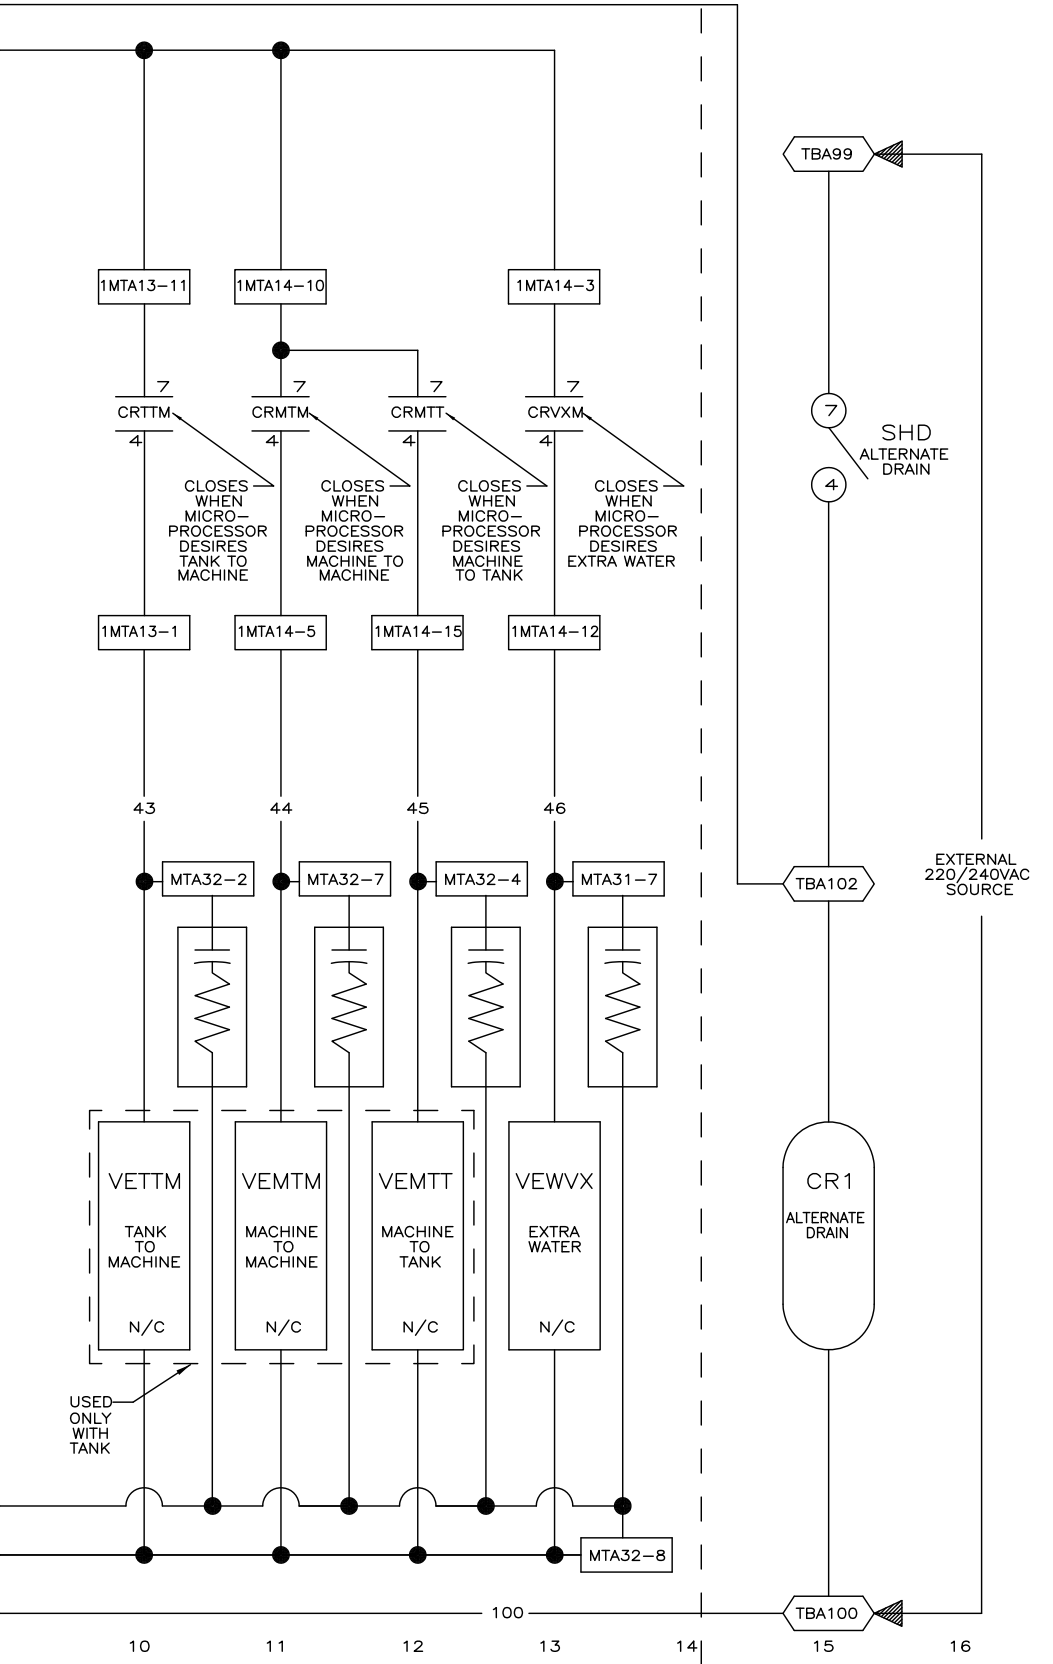 TBA99
1MTA13-11
1MTA14-10
1MTA14-3
7
7
7
7
CRTTM
CRMTM
CRMTT
CRVXM
4
4
4
4
7
4
SHD
ALTERNATE
DRAIN
CLOSES
WHEN
MICRO-
PROCESSOR
DESIRES
TANK TO
MACHINE
CLOSES
WHEN
MICRO-
PROCESSOR
DESIRES
MACHINE TO
MACHINE
CLOSES
WHEN
MICRO-
PROCESSOR
DESIRES
MACHINE
TO TANK
CLOSES
WHEN
MICRO-
PROCESSOR
DESIRES
EXTRA WATER
1MTA13-1
1MTA14-5
1MTA14-15
1MTA14-12
43
44
45
46
MTA32-2
MTA32-7
MTA32-4
MTA31-7
TBA102
EXTERNAL
220/240VAC
SOURCE
VETTM
TANK
TO
MACHINE
N/C
VEMTM
MACHINE
TO
MACHINE
N/C
VEMTT
MACHINE
TO
TANK
N/C
VEWVX
EXTRA
WATER
N/C
CR1
ALTERNATE
DRAIN
USED
ONLY
WITH
TANK
MTA32-8
100
TBA100
10
11
12
13
14
15
16